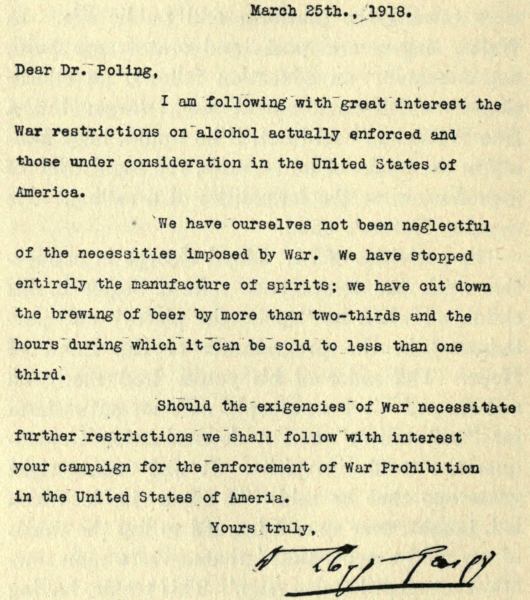 March 25th., 1918.
Dear Dr. Poling,
I am following with great interest the
War restrictions on alcohol actually enforced and
those under consideration in the United States of
America.
We have ourselves not been neglectful
of the necessities imposed by War. We have stopped
entirely the manufacture of spirits; we have cut down
the brewing of beer by more than two-thirds and the
hours during which it can be sold to less than one
third.
Should the exigencies of War necessitate
further restrictions we shall follow with interest
your campaign for the enforcement of War Prohibition
in the United States of Ameria.
Yours truly,
D Lloyd George